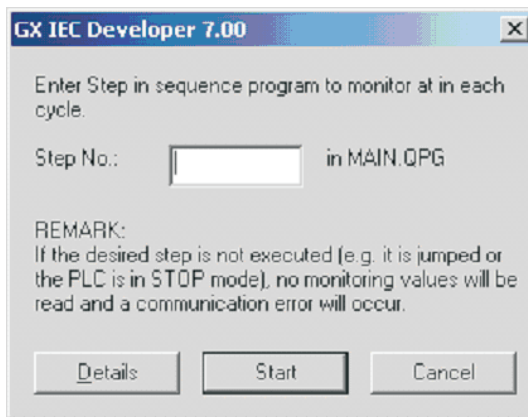 GX IEC Developer 7.00
Enter Step in sequence program to monitor at in each
cycle.
Step No.:
in MAIN.QPG
REMARK:
If the desired step is not executed (e.g. it is jumped or
the PLC is in STOP mode), no monitoring values will be
read and a communication error will occur.
Details
Start
Cancel